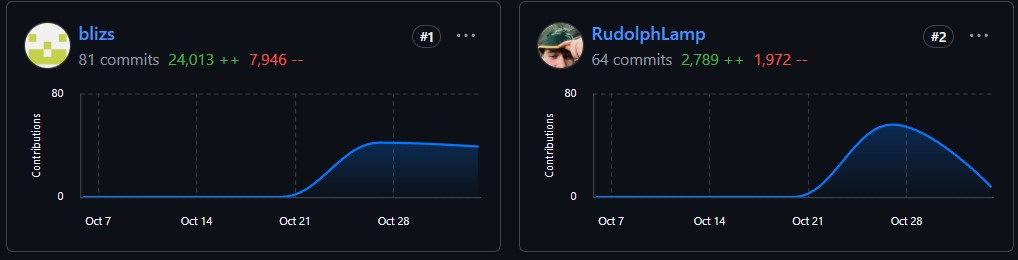 blizs
#1
81 commits 24,013 ++ 7,946 --
80
Contributions
0
Oct 7 Oct 14 Oct 21 Oct 28
RudolphLamp
#2
64 commits 2,789 ++ 1,972 --
80
Contributions
0
Oct 7 Oct 14 Oct 21 Oct 28